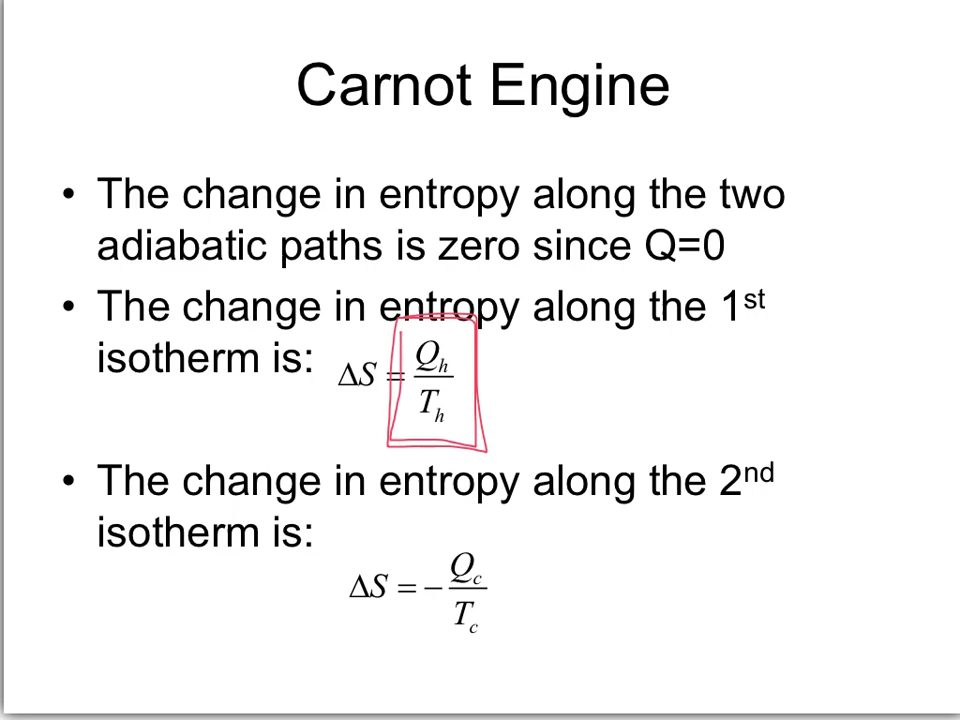 Carnot Engine
• The change in entropy along the two
adiabatic paths is zero since Q=0
• The change in entropy along the 1st
isotherm is: ΔS = Qh/Th
• The change in entropy along the 2nd
isotherm is:
ΔS = −Qc/Tc